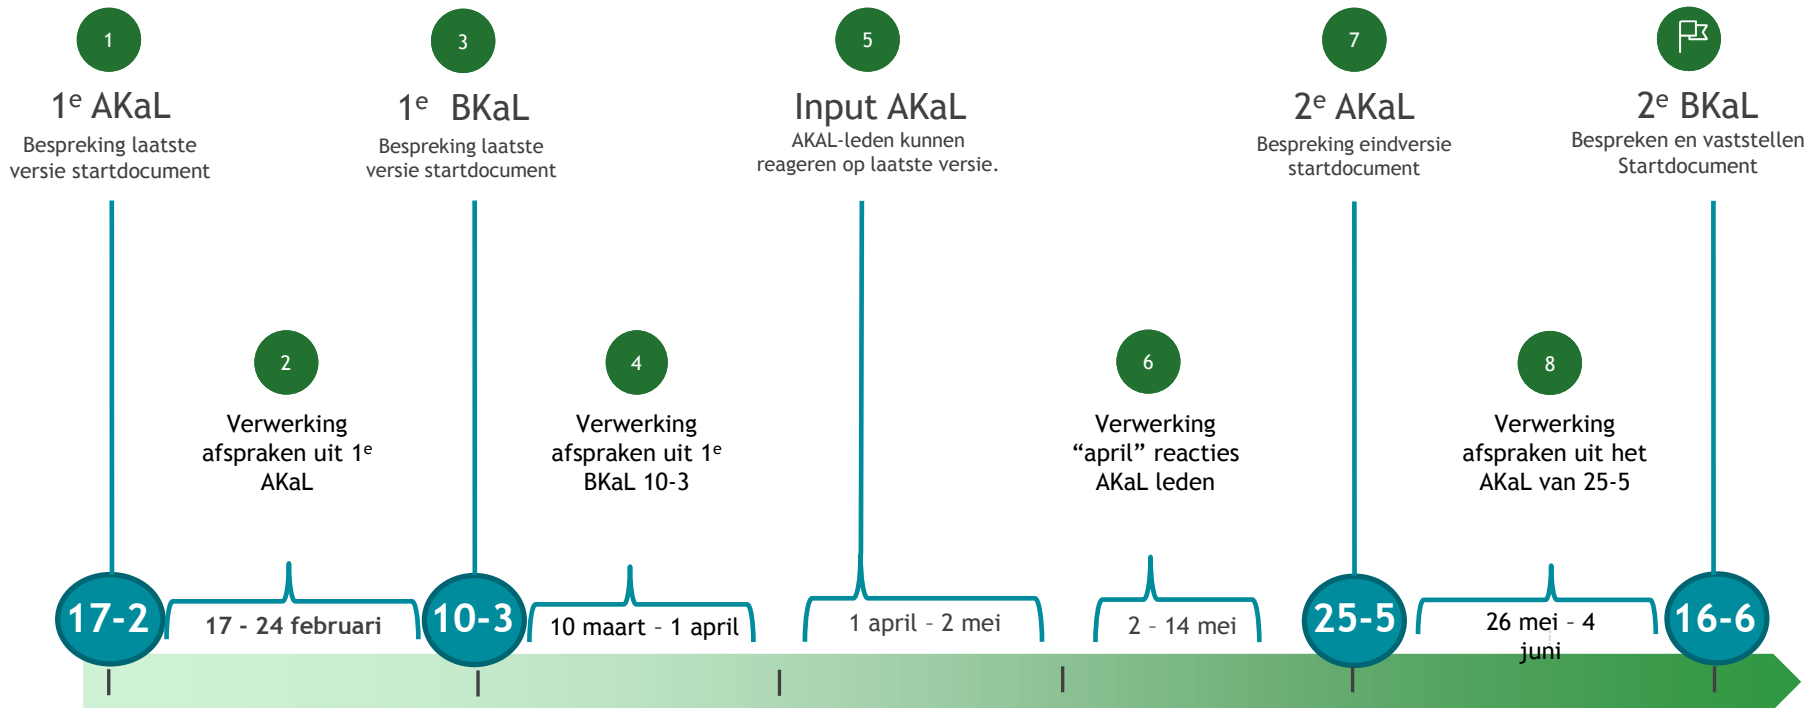 1
1e AKaL
Bespreking laatste
versie startdocument
3
1e BKaL
Bespreking laatste
versie startdocument
5
Input AKaL
AKAL-leden kunnen
reageren op laatste versie.
7
2e AKaL
Bespreking eindversie
startdocument
2e BKaL
Bespreken en vaststellen
Startdocument
2
Verwerking
afspraken uit 1e
AKaL
4
Verwerking
afspraken uit 1e
BKaL 10-3
6
Verwerking
“april” reacties
AKaL leden
8
Verwerking
afspraken uit het
AKaL van 25-5
17-2
17 - 24 februari
10-3
10 maart – 1 april
1 april – 2 mei
2 – 14 mei
25-5
26 mei – 4
juni
16-6